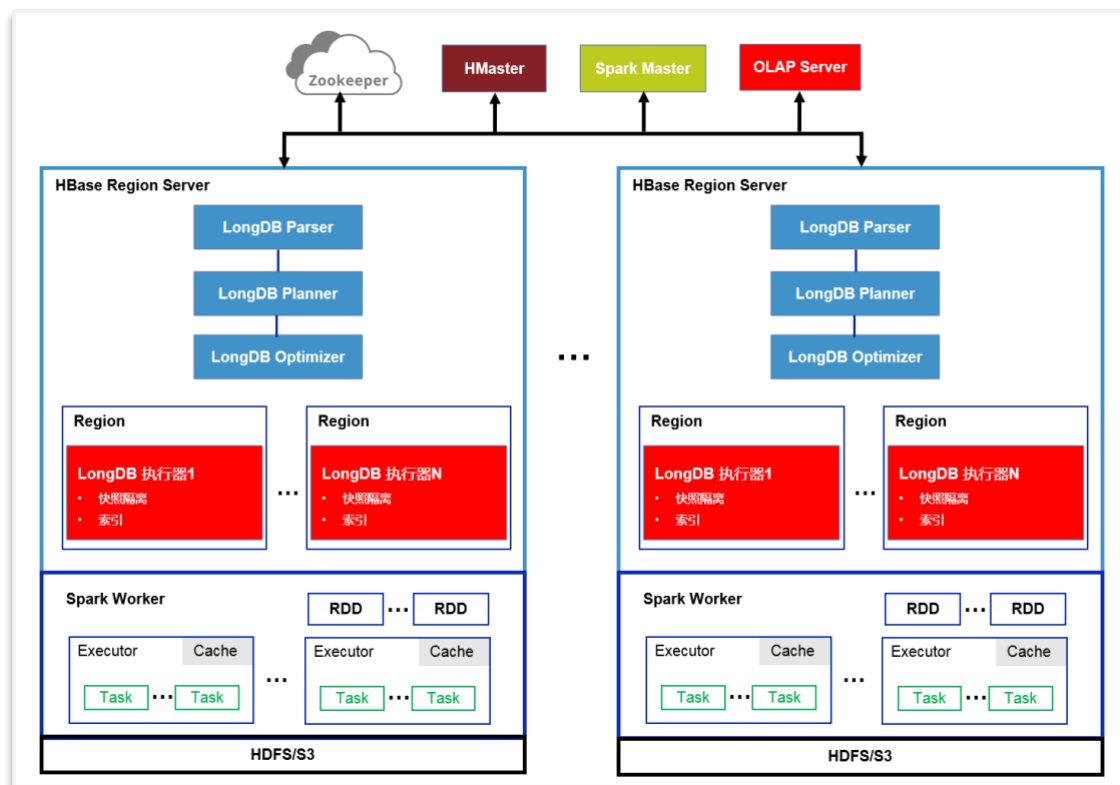 Zookeeper
HMaster
Spark Master
OLAP Server
HBase Region Server
LongDB Parser
LongDB Planner
LongDB Optimizer
Region
LongDB 执行器1
• 快照隔离
• 索引
...
Region
LongDB 执行器N
• 快照隔离
• 索引
Spark Worker
RDD ... RDD
Executor
Cache
Task ... Task
...
Executor
Cache
Task ... Task
HDFS/S3
...
HBase Region Server
LongDB Parser
LongDB Planner
LongDB Optimizer
Region
LongDB 执行器1
• 快照隔离
• 索引
...
Region
LongDB 执行器N
• 快照隔离
• 索引
Spark Worker
RDD ... RDD
Executor
Cache
Task ... Task
...
Executor
Cache
Task ... Task
HDFS/S3